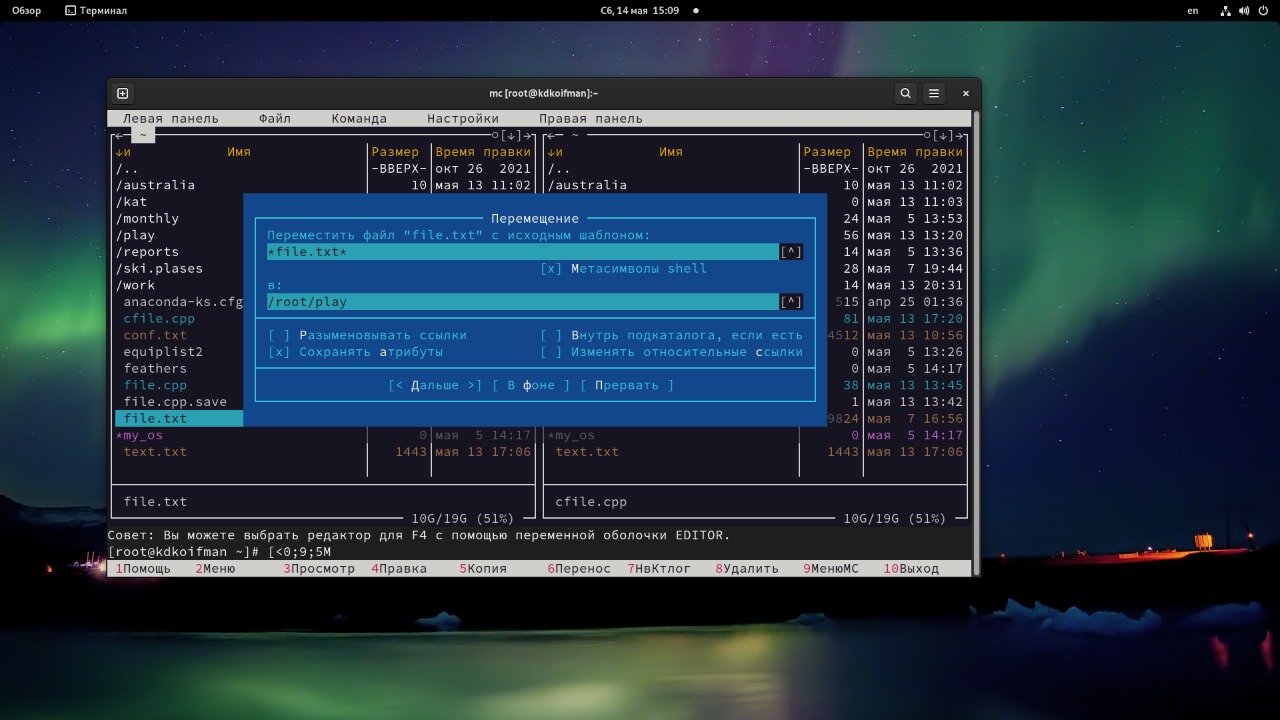 Обзор Терминал Сб, 14 мая 15:09 en
mc [root@kdkoifman]:~
Левая панель Файл Команда Настройки Правая панель
~ [↓] ~ [↓]
↓и Имя Размер Время правки ↓и Имя Размер Время правки
/.. -ВВЕРХ- окт 26 2021 /.. -ВВЕРХ- окт 26 2021
/australia 10 мая 13 11:02 /australia 10 мая 13 11:02
/kat 0 мая 13 11:03
/monthly Перемещение 24 мая 5 13:53
/play Переместить файл "file.txt" с исходным шаблоном: 56 мая 13 13:20
/reports *file.txt* [^] 14 мая 5 13:36
/ski.plases [x] Метасимволы shell 28 мая 7 19:44
/work в: 14 мая 13 20:31
anaconda-ks.cfg /root/play [^] 515 апр 25 01:36
cfile.cpp 81 мая 13 17:20
conf.txt [ ] Разыменовывать ссылки [ ] Внутрь подкаталога, если есть 4512 мая 13 10:56
equiplist2 [x] Сохранять атрибуты [ ] Изменять относительные ссылки 0 мая 5 13:26
feathers 0 мая 5 14:17
file.cpp [< Дальше >] [ В фоне ] [ Прервать ] 38 мая 13 13:45
file.cpp.save 1 мая 13 13:42
file.txt 9824 мая 7 16:56
*my_os 0 мая 5 14:17 *my_os 0 мая 5 14:17
text.txt 1443 мая 13 17:06 text.txt 1443 мая 13 17:06
file.txt cfile.cpp
10G/19G (51%) 10G/19G (51%)
Совет: Вы можете выбрать редактор для F4 с помощью переменной оболочки EDITOR.
[root@kdkoifman ~]# [<0;9;5M
1Помощь 2Меню 3Просмотр 4Правка 5Копия 6Перенос 7НвКтлог 8Удалить 9МенюМС 10Выход